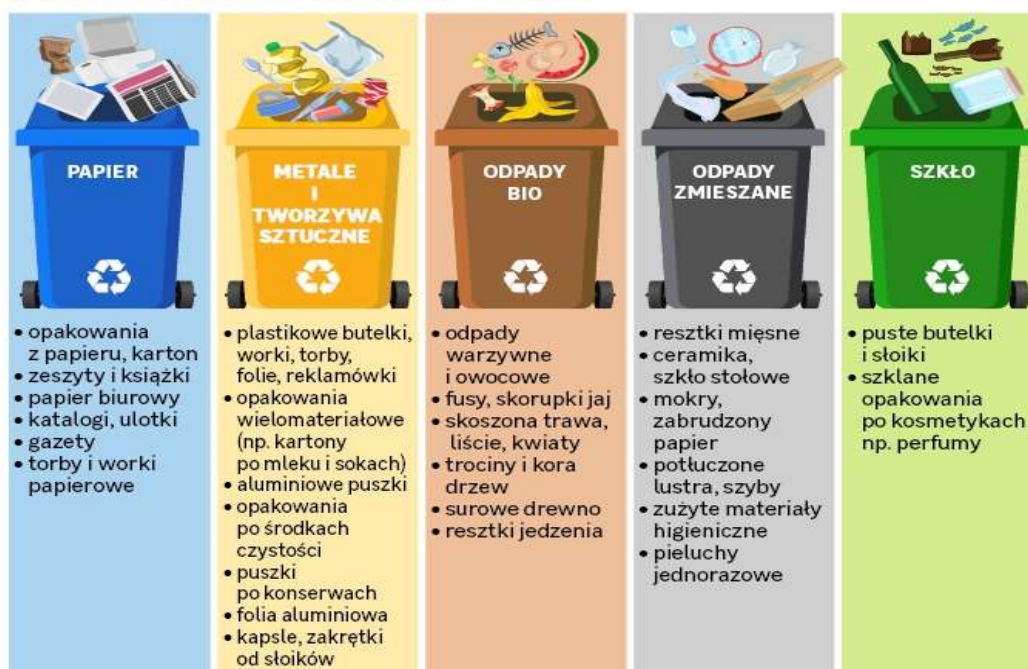 PAPIER
• opakowania
z papieru, karton
• zeszyty i książki
• papier biurowy
• katalogi, ulotki
• gazety
• torby i worki
papierowe
METALE
I
TWORZYWA
SZTUCZNE
• plastikowe butelki,
worki, torby,
folie, reklamówki
• opakowania
wielomateriałowe
(np. kartony
po mleku i sokach)
• aluminiowe puszki
• opakowania
po środkach
czystości
• puszki
po konserwach
• folia aluminiowa
• kapsle, zakrętki
od słoików
ODPADY
BIO
• odpady
warzywne
i owocowe
• fusy, skorupki jaj
• skoszona trawa,
liście, kwiaty
• trociny i kora
drzew
• surowe drewno
• resztki jedzenia
ODPADY
ZMIESZANE
• resztki mięsne
• ceramika,
szkło stołowe
• mokry,
zabrudzony
papier
• potłuczone
lustra, szyby
• zużyte materiały
higieniczne
• pieluchy
jednorazowe
SZKŁO
• puste butelki
i słoiki
• szklane
opakowania
po kosmetykach
np. perfumy